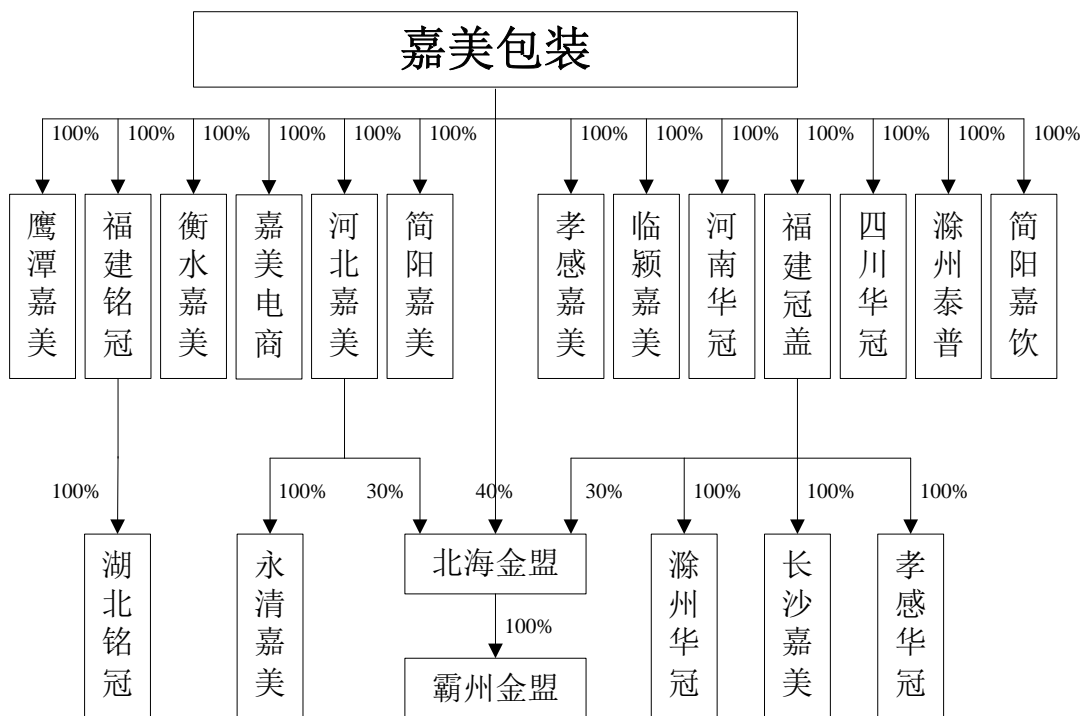 嘉美包装
100% 100% 100% 100% 100% 100% 100% 100% 100% 100% 100% 100% 100%
鹰潭嘉美
福建铭冠
衡水嘉美
嘉美电商
河北嘉美
简阳嘉美
孝感嘉美
临颍嘉美
河南华冠
福建冠盖
四川华冠
滁州泰普
简阳嘉饮
100% 100% 30% 40% 30% 100% 100% 100%
湖北铭冠
永清嘉美
北海金盟
滁州华冠
长沙嘉美
孝感华冠
100%
霸州金盟